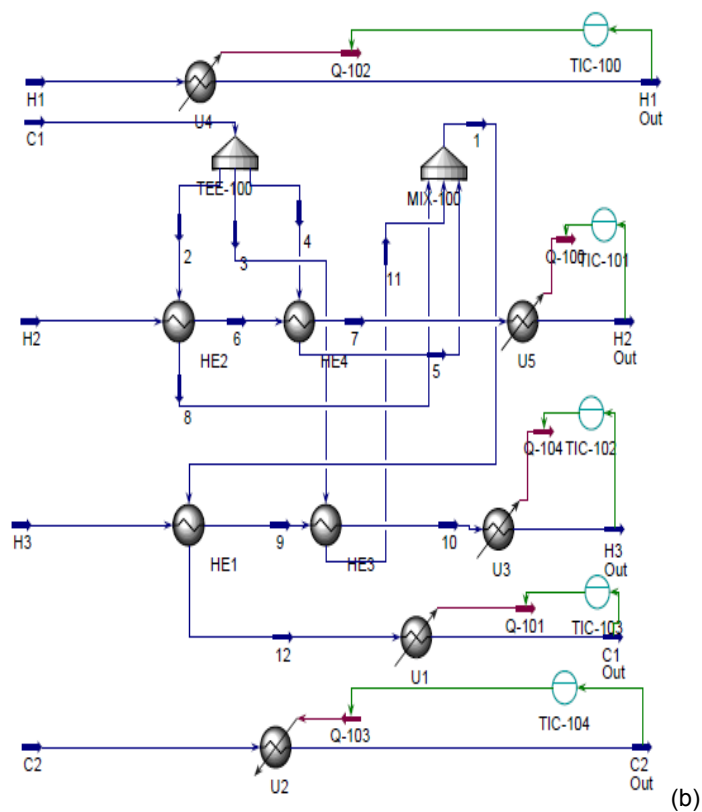 Q-102
TIC-100
H1
U4
H1
Out
C1
1
TEE-100
MIX-100
2
3
4
11
Q-100
TIC-101
H2
6
7
HE2
HE4
5
U5
H2
Out
8
Q-104
TIC-102
H3
9
10
HE1
HE3
U3
H3
Out
Q-101
TIC-103
12
U1
C1
Out
Q-103
TIC-104
C2
U2
C2
Out
(b)